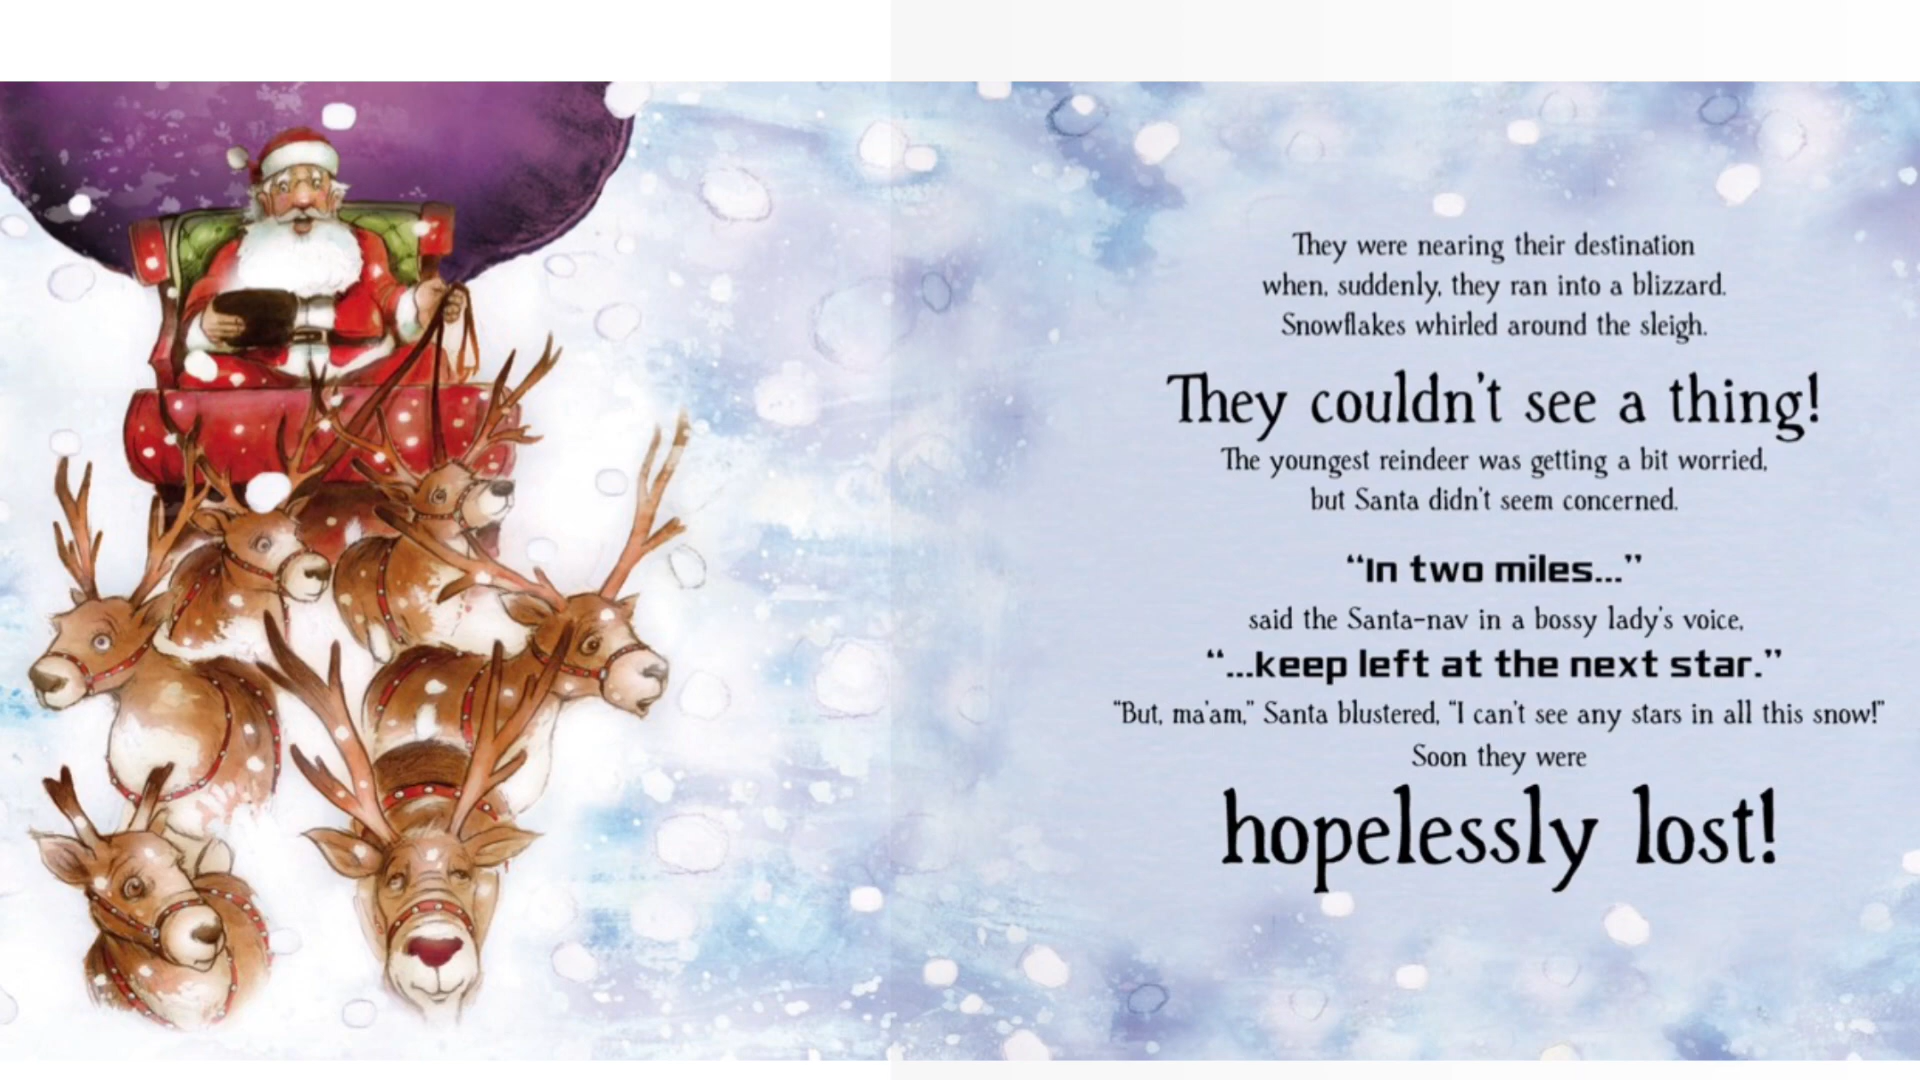 They were nearing their destination
when, suddenly, they ran into a blizzard.
Snowflakes whirled around the sleigh.
They couldn't see a thing!
The youngest reindeer was getting a bit worried,
but Santa didn't seem concerned.
“In two miles...”
said the Santa-nav in a bossy lady's voice,
“...keep left at the next star.”
“But, ma'am,” Santa blustered, “I can't see any stars in all this snow!”
Soon they were
hopelessly lost!